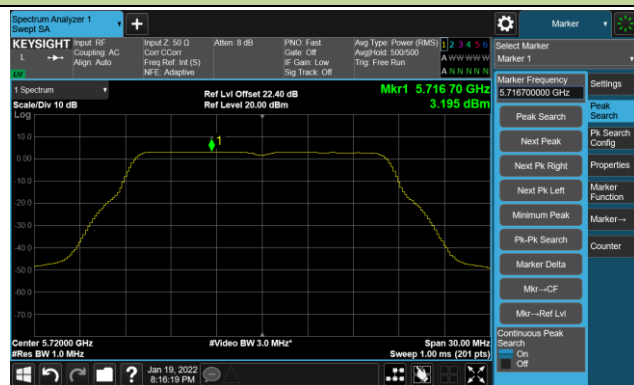 Spectrum Analyzer 1
Swept SA
+
Marker
KEYSIGHT
L
LM
Input: RF
Coupling: AC
Align: Auto
Input Z: 50 Ω
Corr CCorr
Freq Ref: Int (S)
NFE: Adaptive
Atten: 8 dB
PNO: Fast
Gate: Off
IF Gain: Low
Sig Track: Off
Avg Type: Power (RMS)
Avg|Hold: 500/500
Trig: Free Run
1 2 3 4 5 6
A W W W W W
A N N N N N
Select Marker
Marker 1
1 Spectrum
Scale/Div 10 dB
Log
Ref Lvl Offset 22.40 dB
Ref Level 20.00 dBm
Mkr1 5.716 70 GHz
3.195 dBm
10.0
0.00
-10.0
-20.0
-30.0
-40.0
-50.0
-60.0
-70.0
1
Center 5.72000 GHz
#Res BW 1.0 MHz
#Video BW 3.0 MHz*
Span 30.00 MHz
Sweep 1.00 ms (201 pts)
Marker Frequency
5.716700000 GHz
Peak Search
Next Peak
Next Pk Right
Next Pk Left
Minimum Peak
Pk-Pk Search
Marker Delta
Mkr→CF
Mkr→Ref Lvl
Continuous Peak
Search
On
Off
Settings
Peak
Search
Pk Search
Config
Properties
Marker
Function
Marker→
Counter
?
Jan 19, 2022
8:16:19 PM